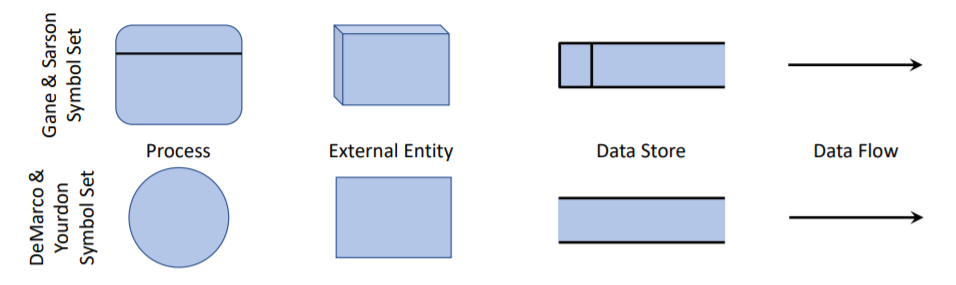 Gane & Sarson
Symbol Set
Process
External Entity
Data Store
Data Flow
DeMarco &
Yourdon
Symbol Set